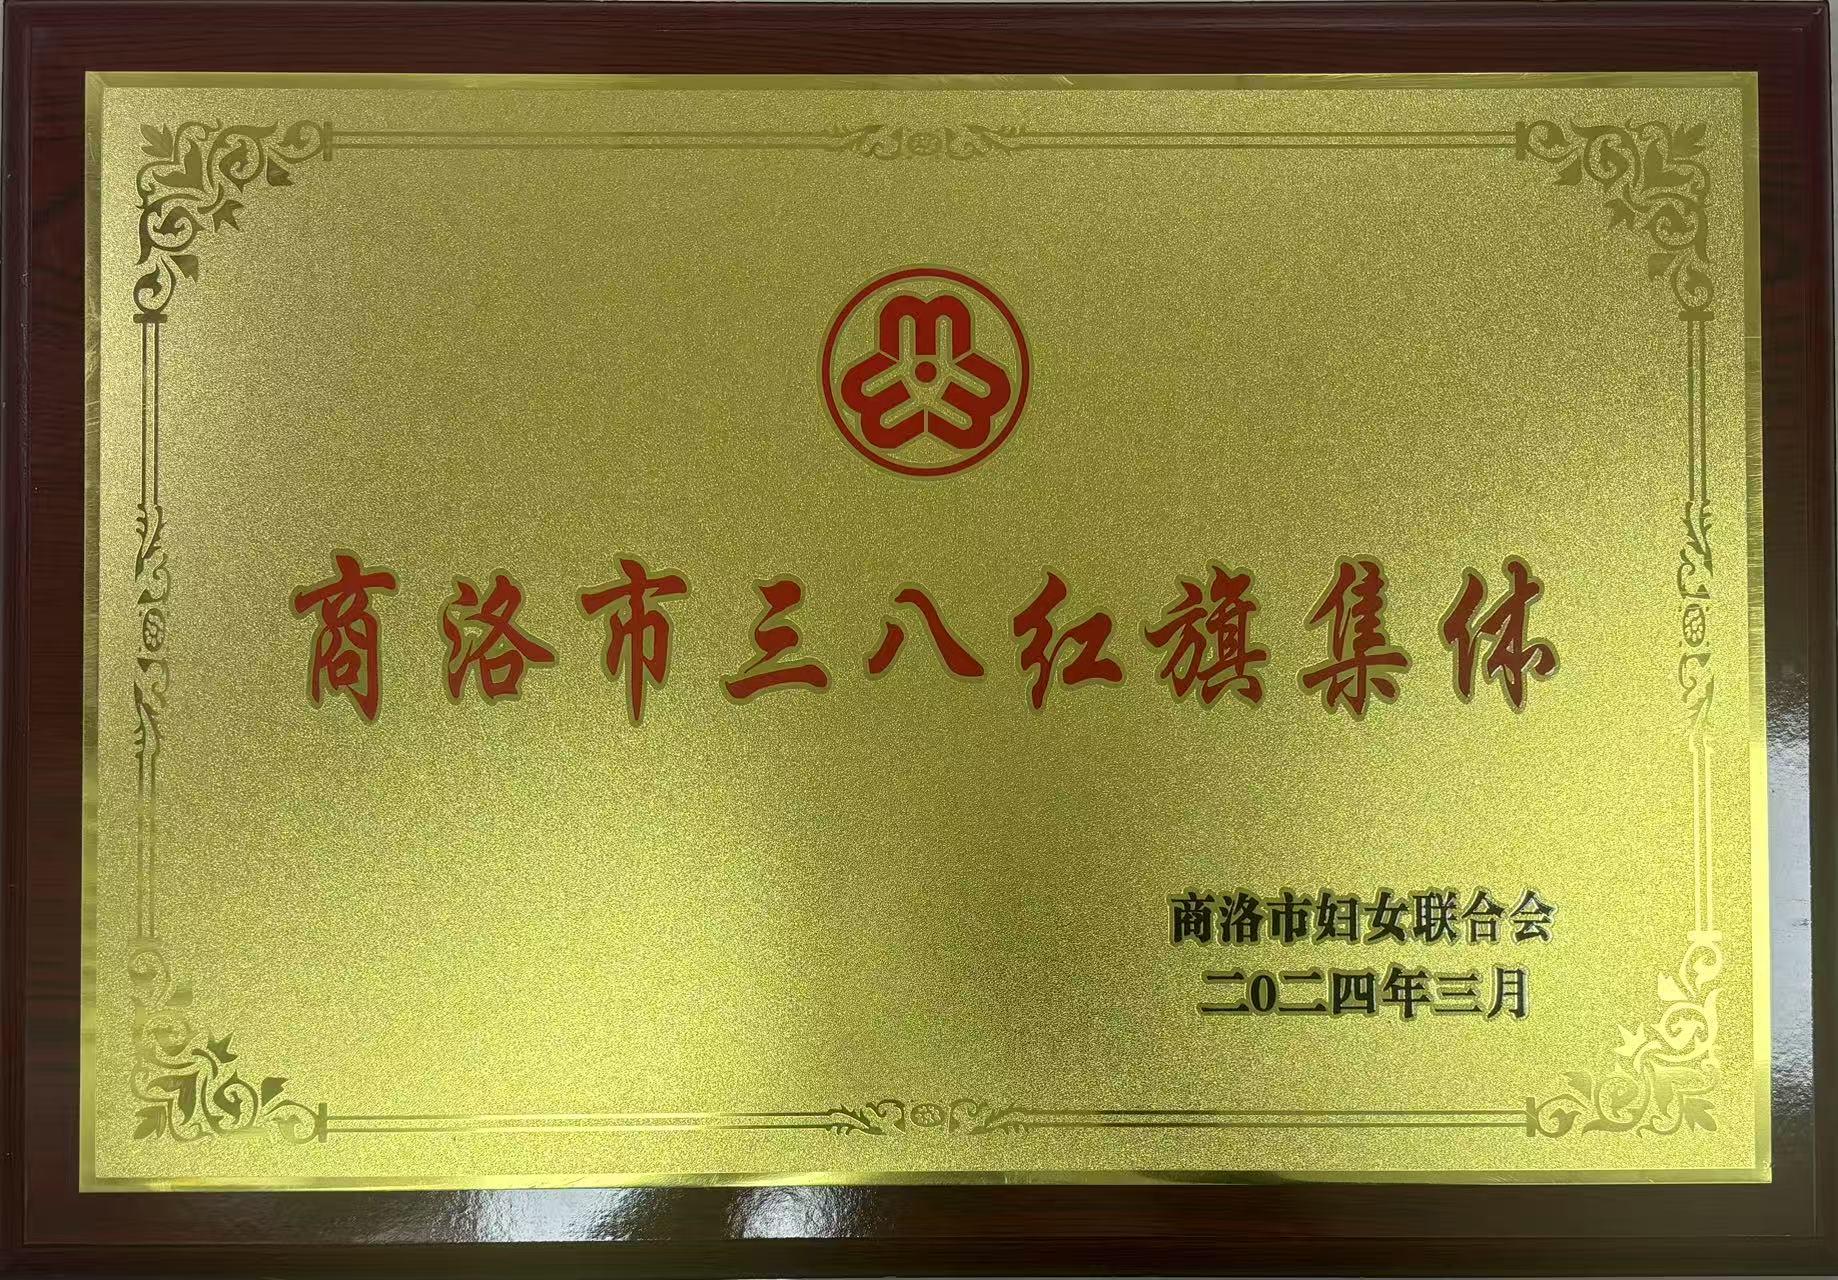 商洛市三八红旗集体
商洛市妇女联合会
二0二四年三月